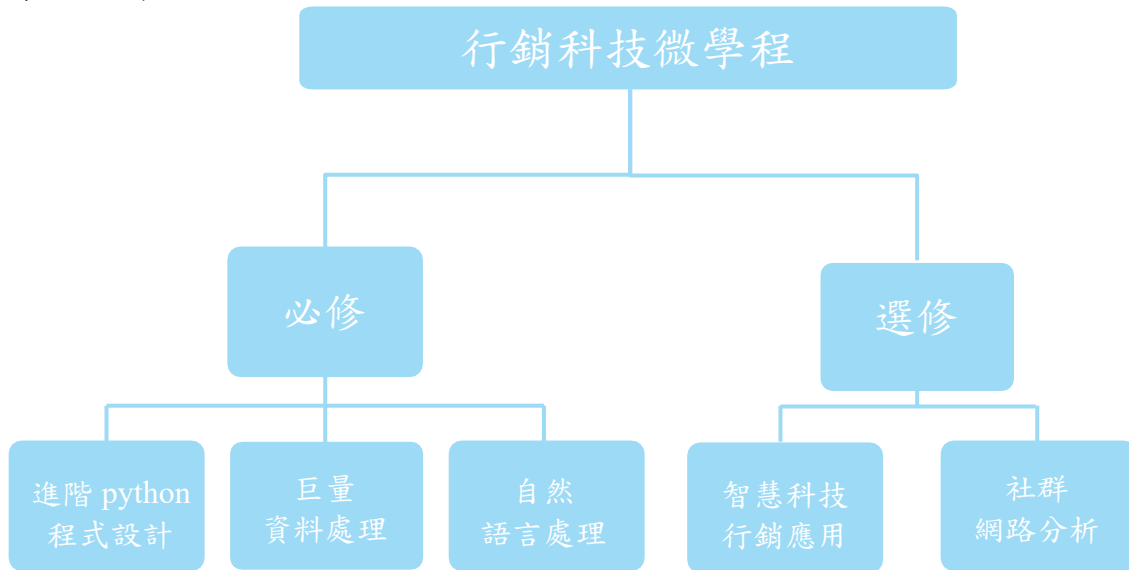 行銷科技微學程
必修
選修
進階 python
程式設計
巨量
資料處理
自然
語言處理
智慧科技
行銷應用
社群
網路分析